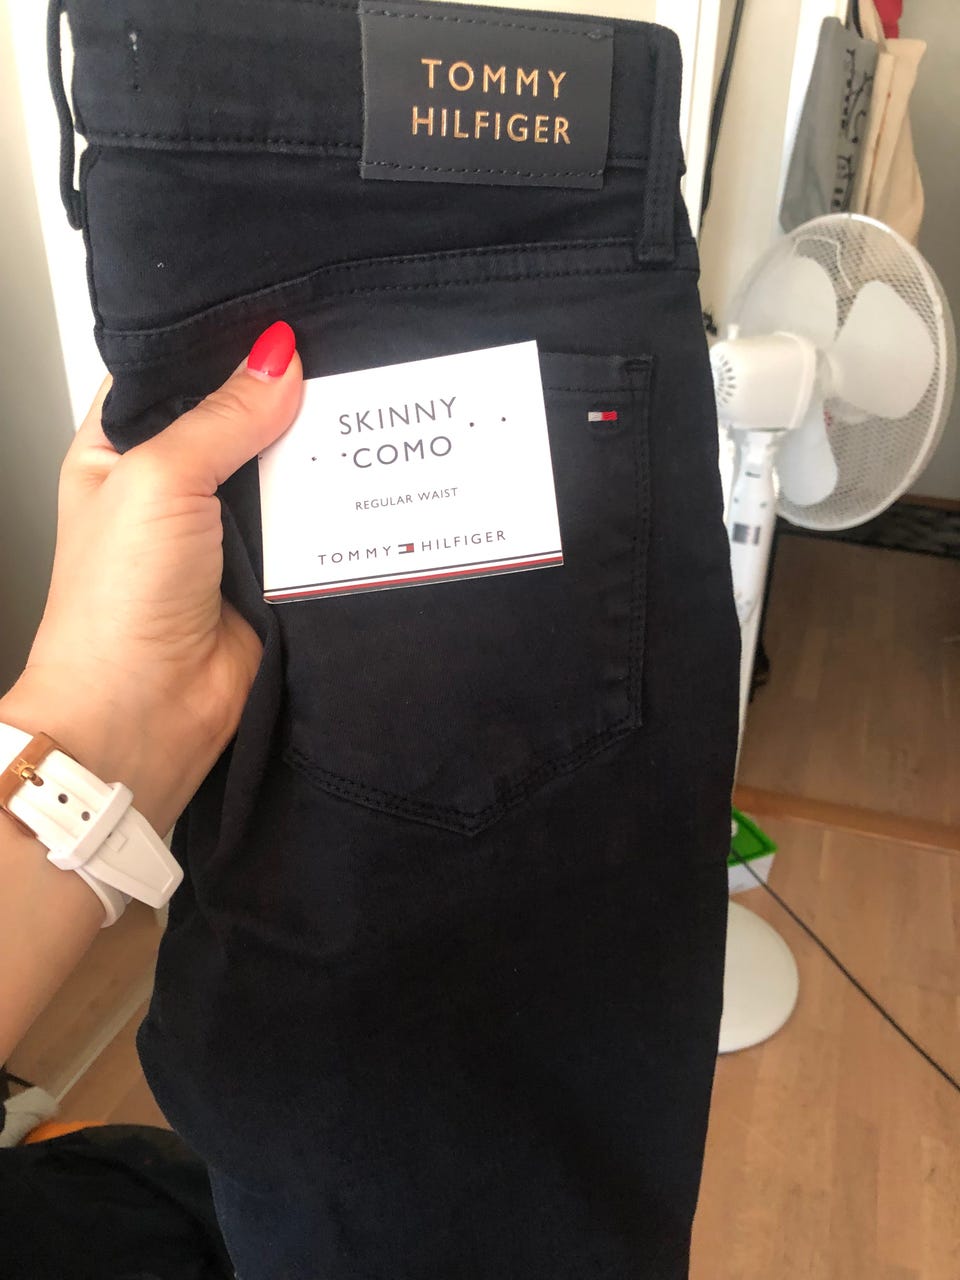 TOMMY
HILFIGER
SKINNY
COMO
REGULAR WAIST
TOMMY HILFIGER